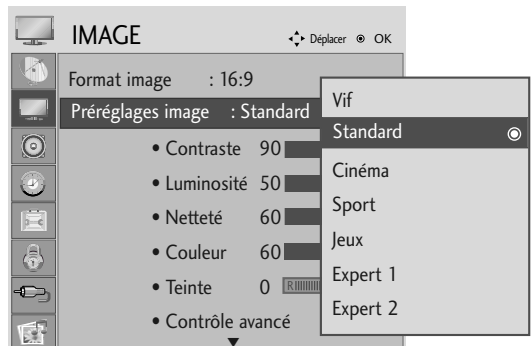 IMAGE
Déplacer OK
Format image : 16:9
Préréglages image : Standard
• Contraste 90
• Luminosité 50
• Netteté 60
• Couleur 60
• Teinte 0 R
• Contrôle avancé
Vif
Standard
Cinéma
Sport
Jeux
Expert 1
Expert 2